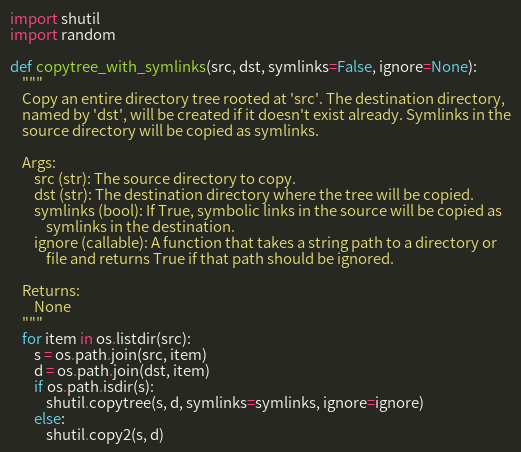 import shutil
import random

def copytree_with_symlinks(src, dst, symlinks=False, ignore=None):
    """
    Copy an entire directory tree rooted at 'src'. The destination directory,
    named by 'dst', will be created if it doesn't exist already. Symlinks in the
    source directory will be copied as symlinks.

    Args:
        src (str): The source directory to copy.
        dst (str): The destination directory where the tree will be copied.
        symlinks (bool): If True, symbolic links in the source will be copied as
            symlinks in the destination.
        ignore (callable): A function that takes a string path to a directory or
            file and returns True if that path should be ignored.

    Returns:
        None
    """
    for item in os.listdir(src):
        s = os.path.join(src, item)
        d = os.path.join(dst, item)
        if os.path.isdir(s):
            shutil.copytree(s, d, symlinks=symlinks, ignore=ignore)
        else:
            shutil.copy2(s, d)